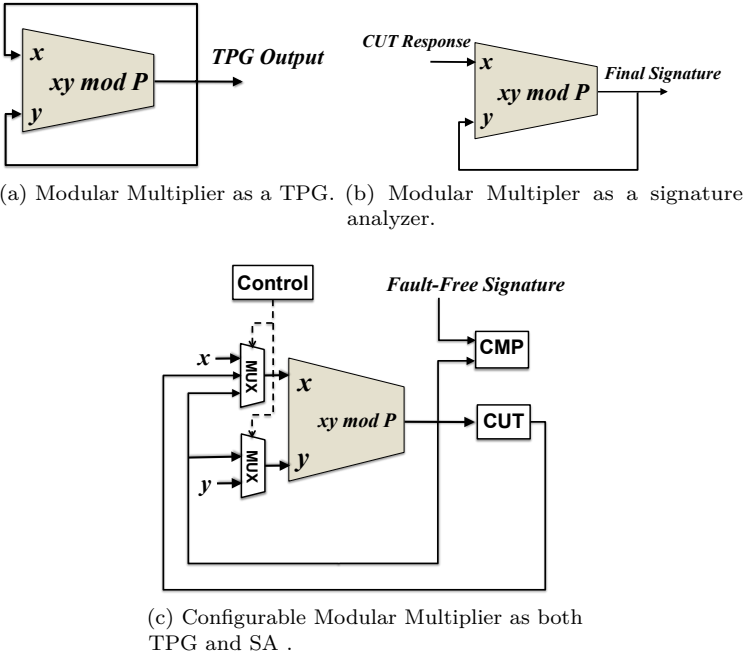 x
xy mod P
y
TPG Output
CUT Response
x
xy mod P
y
Final Signature
(a) Modular Multiplier as a TPG.
(b) Modular Multipler as a signature
analyzer.
Control
Fault-Free Signature
x
MUX
x
CMP
xy mod P
CUT
MUX
y
y
(c) Configurable Modular Multiplier as both
TPG and SA .